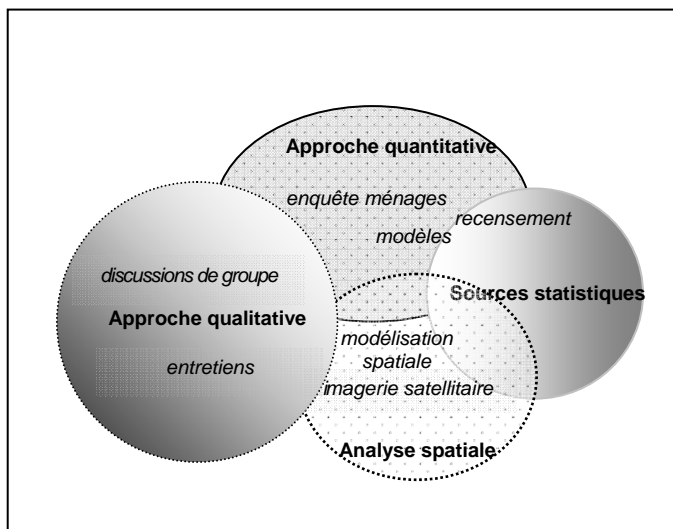 Approche quantitative
enquête ménages
recensement
modèles
discussions de groupe
Sources statistiques
Approche qualitative
modélisation
spatiale
entretiens
imagerie satellitaire
Analyse spatiale